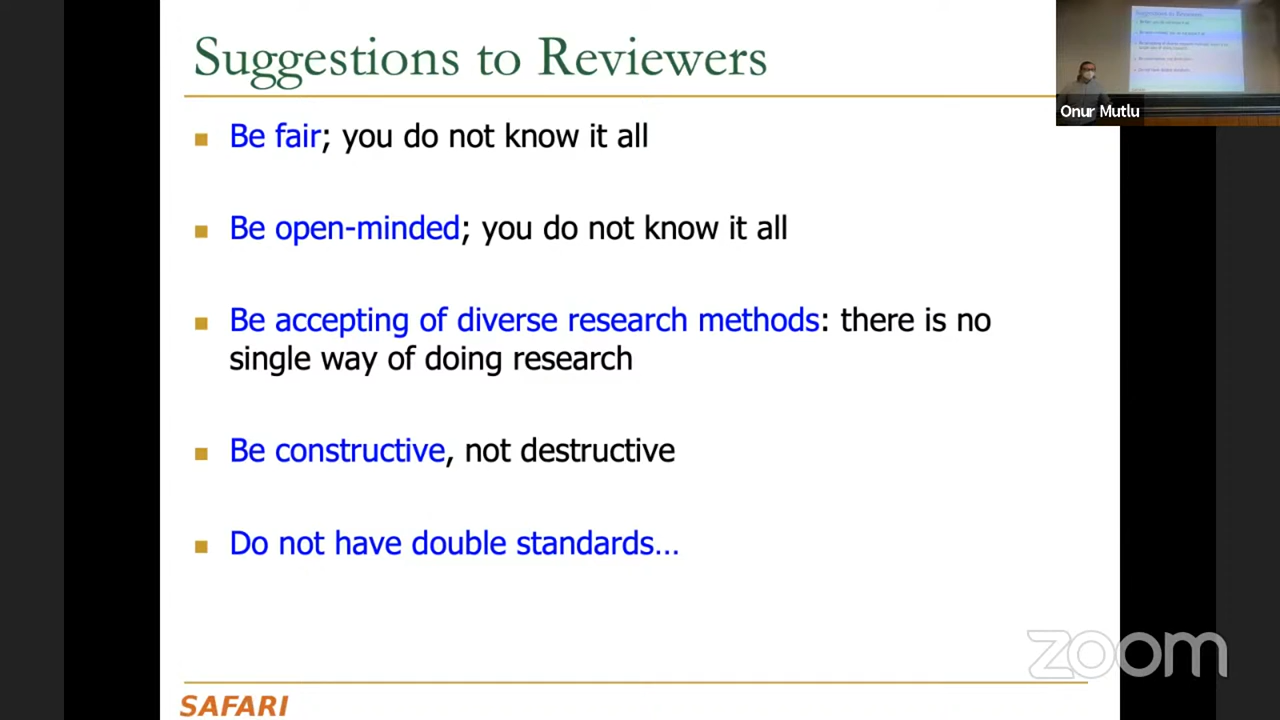 Suggestions to Reviewers
Be fair; you do not know it all
Be open-minded; you do not know it all
Be accepting of diverse research methods: there is no
single way of doing research
Be constructive, not destructive
Do not have double standards…
SAFARI
Onur Mutlu
zoom